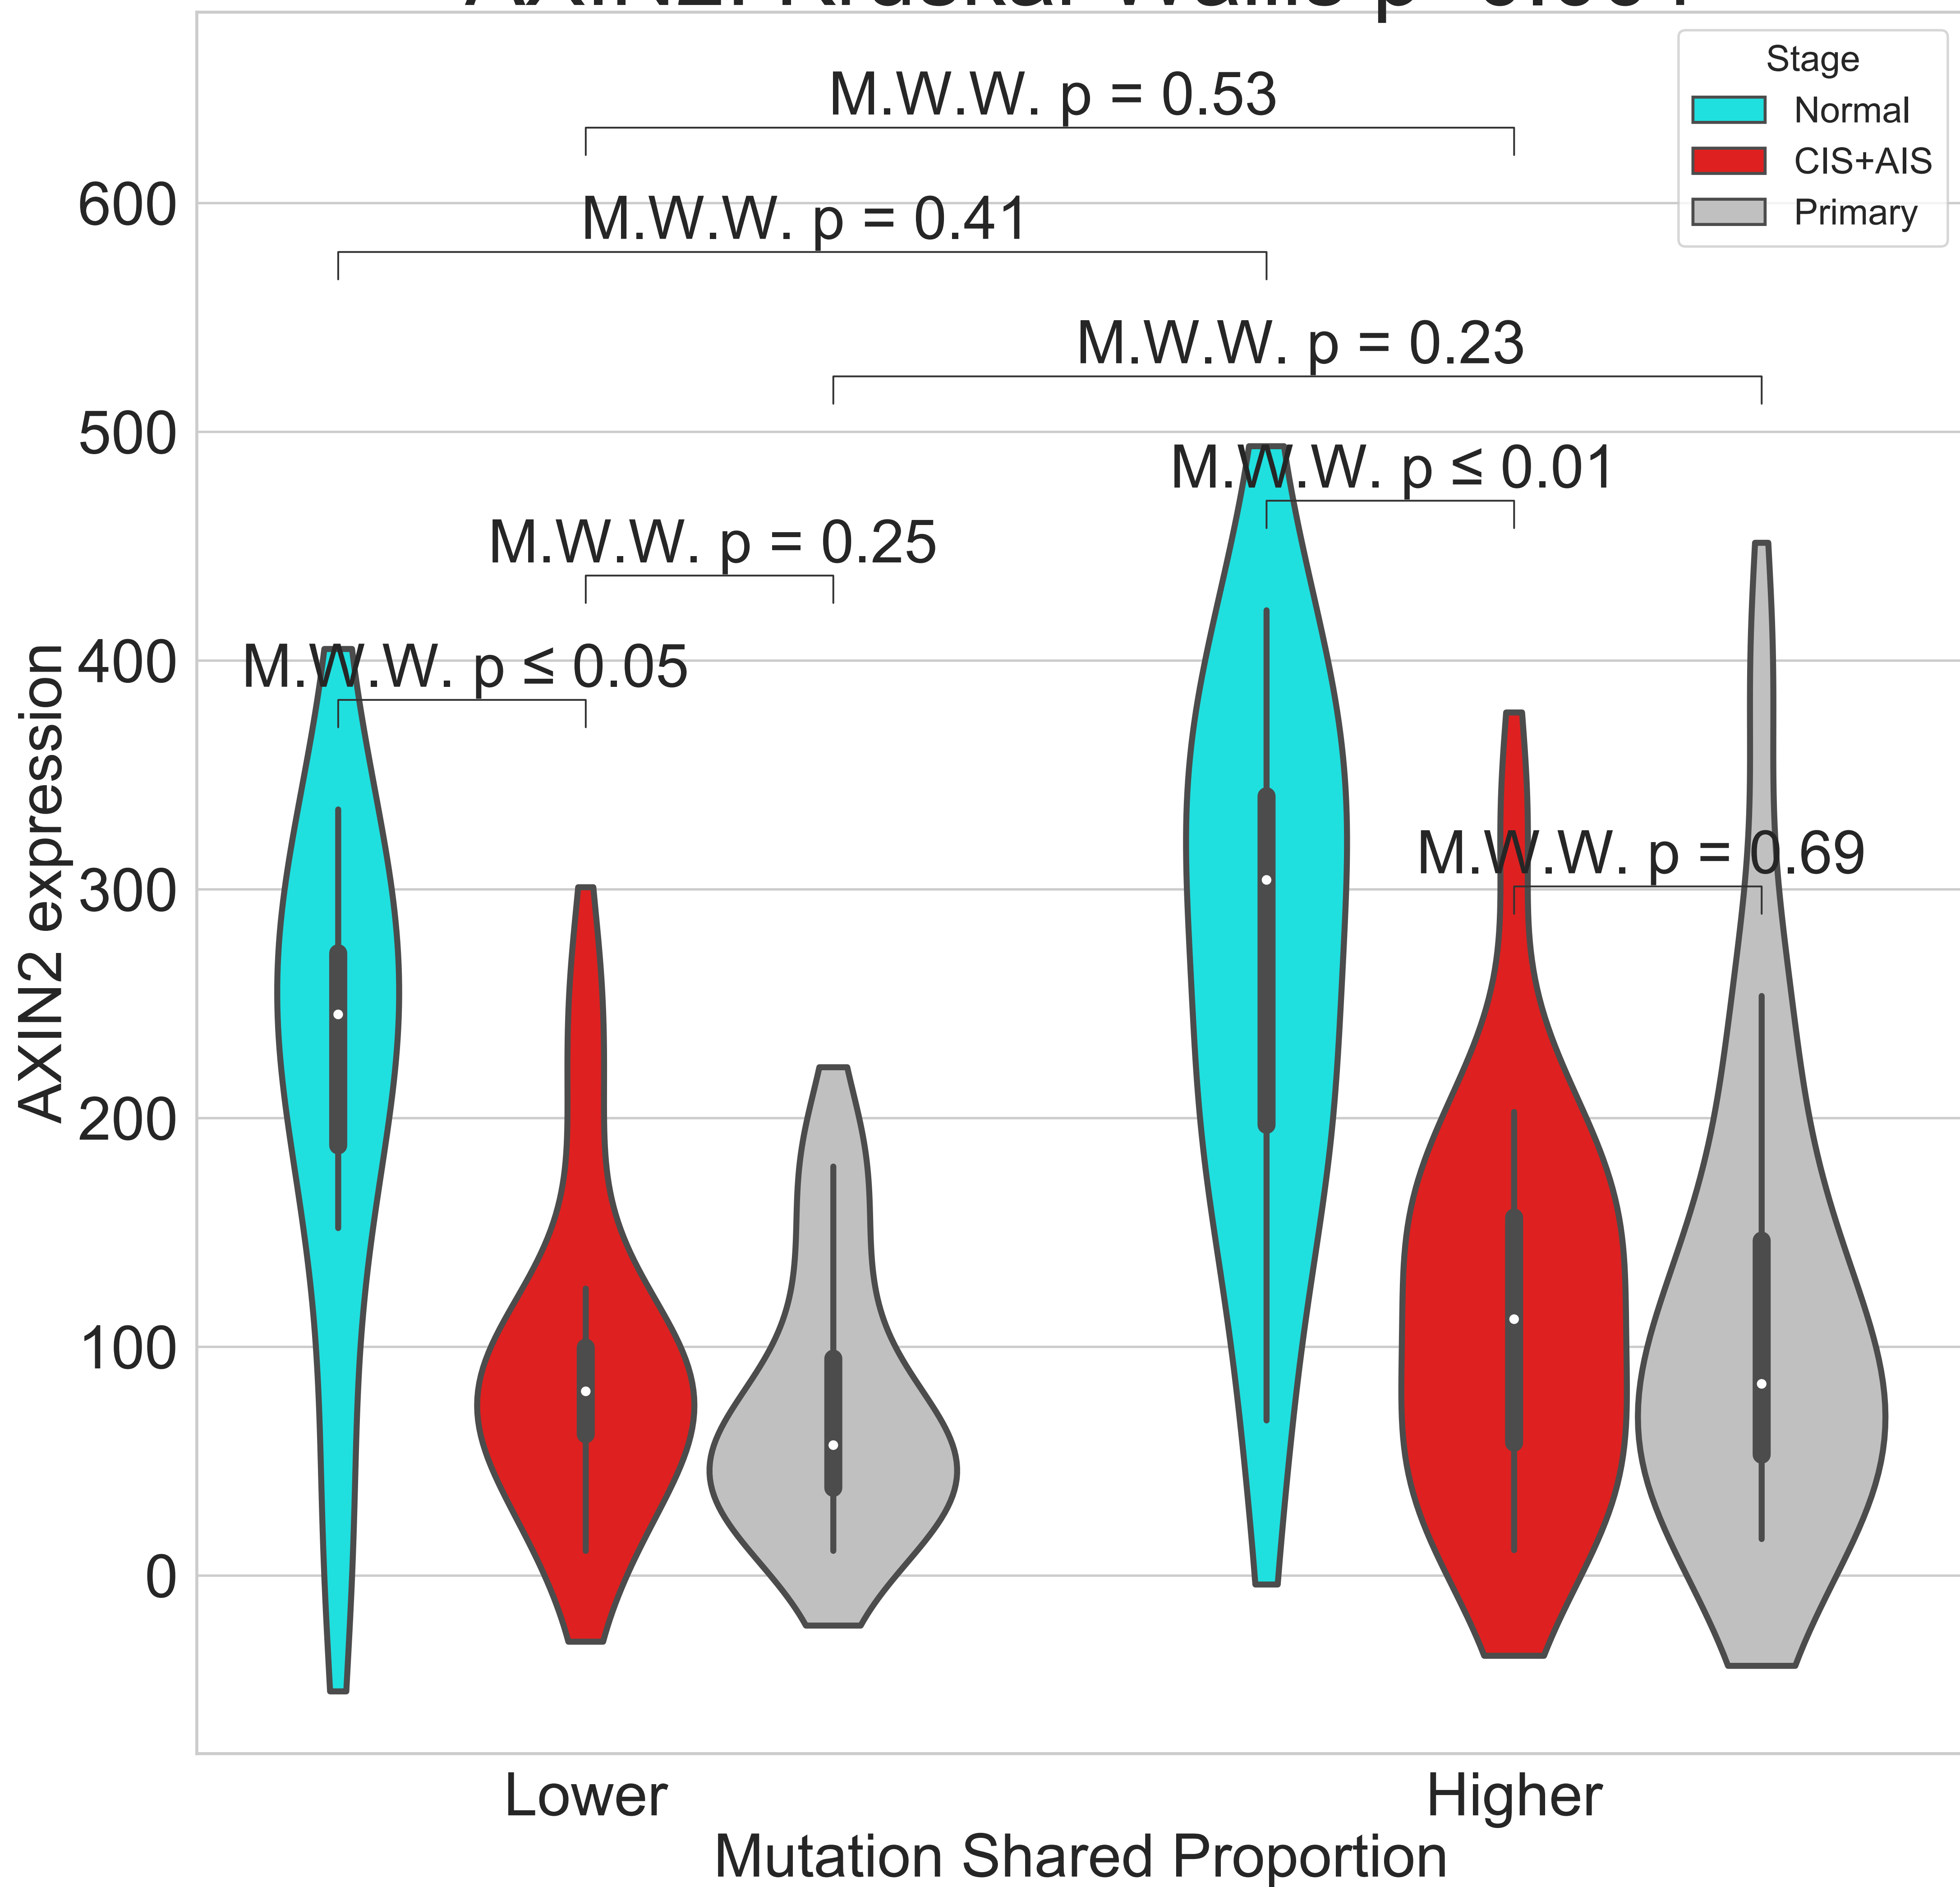 Stage
Normal
CIS+AIS
Primary
M.W.W. p = 0.53
M.W.W. p = 0.41
M.W.W. p = 0.23
M.W.W. p ≤ 0.01
M.W.W. p = 0.25
M.W.W. p ≤ 0.05
M.W.W. p = 0.69
600
500
400
300
200
100
0
AXIN2 expression
Lower
Higher
Mutation Shared Proportion